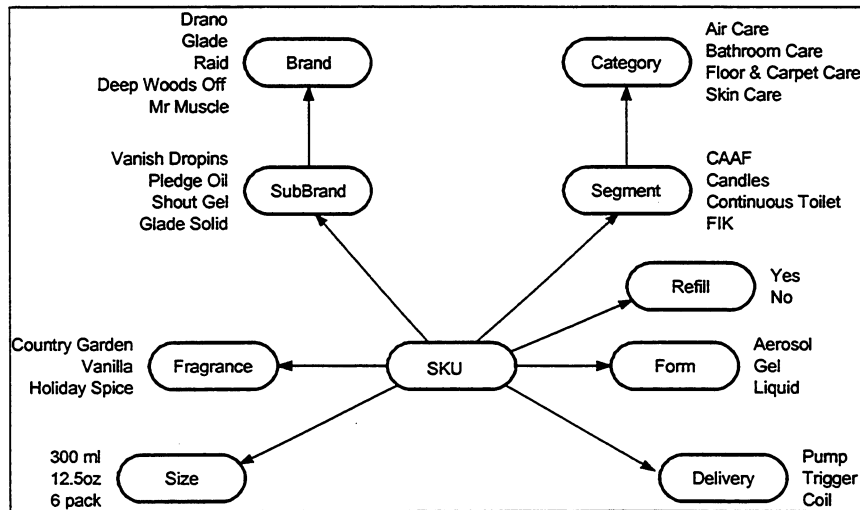 Drano
Glade
Raid
Deep Woods Off
Mr Muscle
Brand
Category
Air Care
Bathroom Care
Floor & Carpet Care
Skin Care
Vanish Dropins
Pledge Oil
Shout Gel
Glade Solid
SubBrand
Segment
CAAF
Candles
Continuous Toilet
FIK
Refill
Yes
No
Country Garden
Vanilla
Holiday Spice
Fragrance
SKU
Form
Aerosol
Gel
Liquid
300 ml
12.5oz
6 pack
Size
Delivery
Pump
Trigger
Coil